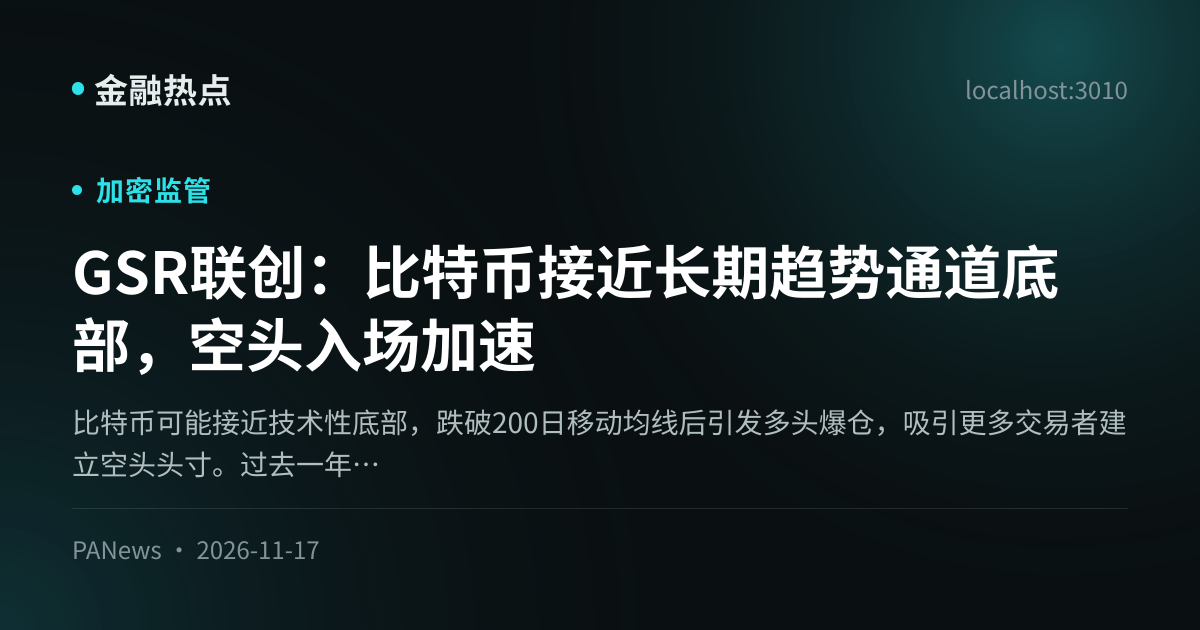 金融热点
localhost:3010
加密监管
GSR联创：比特币接近长期趋势通道底
部，空头入场加速
比特币可能接近技术性底部，跌破200日移动均线后引发多头爆仓，吸引更多交易者建
立空头头寸。过去一年…
PANews • 2026-11-17